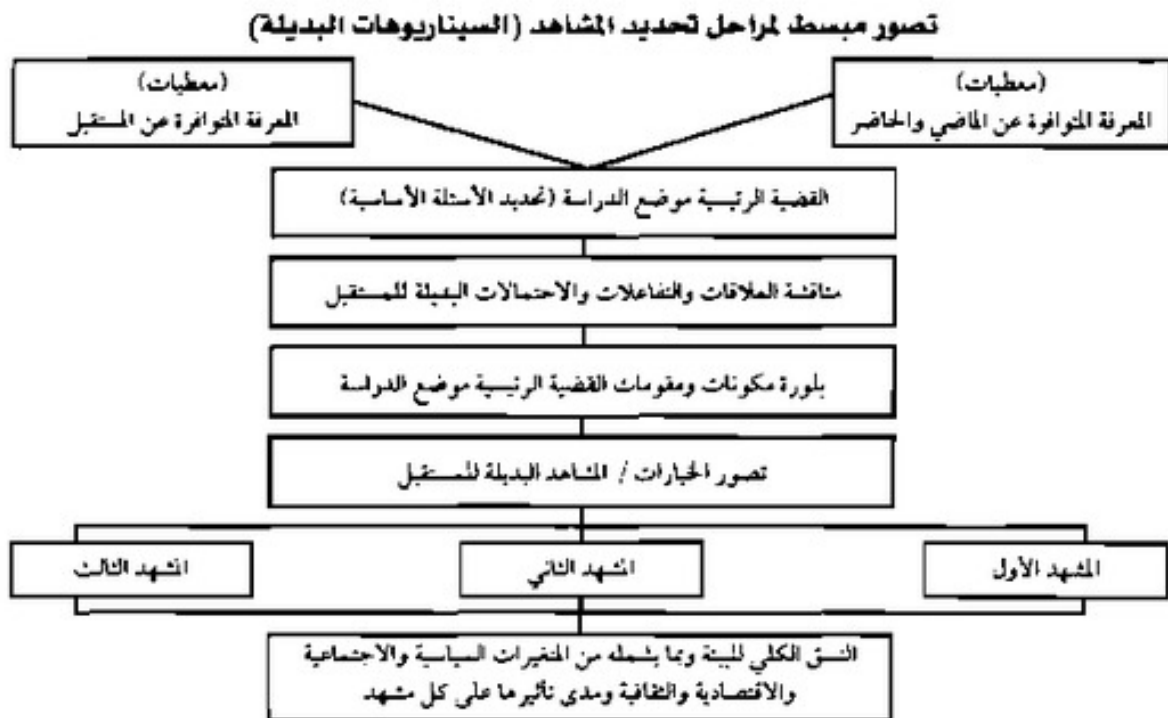 تصور مبسط لمراحل تحديد المشاهد (السيناريوهات البديلة)
(معطيات)
المعرفة المتوافرة عن الماضي والحاضر
(معطيات)
المعرفة المتوافرة عن المستقبل
القضية الرئيسية موضع الدراسة (تحديد الأسئلة الأساسية)
مناقشة العلاقات والتفاعلات والاحتمالات البديلة للمستقبل
بلورة مكونات ومقومات القضية الرئيسية موضع الدراسة
تصور الخيارات / المشاهد البديلة للمستقبل
المشهد الأول
المشهد الثاني
المشهد الثالث
النسق الكلي للبيئة وبما يشمله من المتغيرات السياسية والاجتماعية
والاقتصادية والثقافية ومدى تأثيرها على كل مشهد